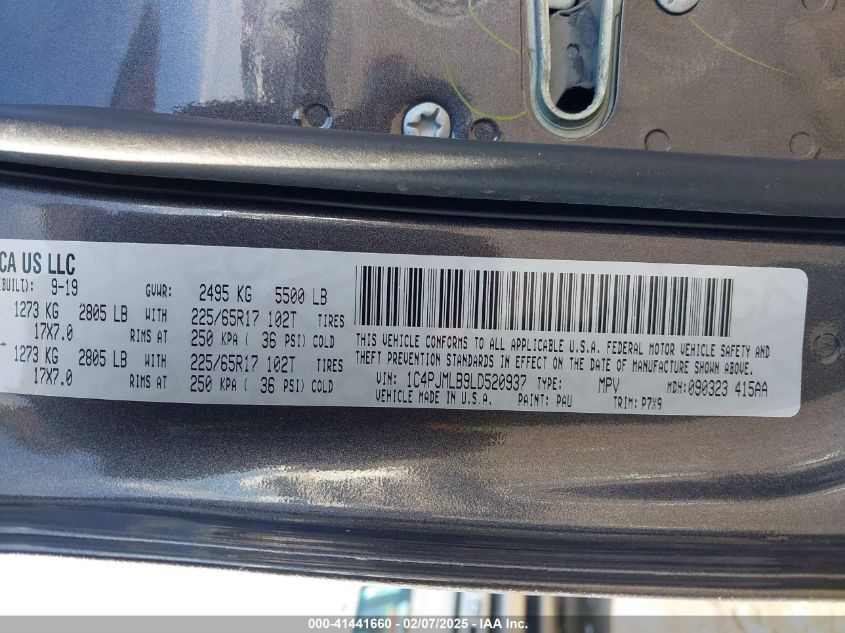 CA US LLC
(BUILT): 9-19 GVWR: 2495 KG 5500 LB
1273 KG 2805 LB WITH 225/65R17 102T TIRES
17X7.0 RIMS AT 250 KPA ( 36 PSI) COLD
1273 KG 2805 LB WITH 225/65R17 102T TIRES
17X7.0 RIMS AT 250 KPA ( 36 PSI) COLD
THIS VEHICLE CONFORMS TO ALL APPLICABLE U.S.A. FEDERAL MOTOR VEHICLE SAFETY AND
THEFT PREVENTION STANDARDS IN EFFECT ON THE DATE OF MANUFACTURE SHOWN ABOVE.
VIN: 1C4PJMLB9LD520937 TYPE: MPV MDH: 090323 415AA
VEHICLE MADE IN U.S.A. PAINT: PAU TRIM: P7X9
000-41441660 - 02/07/2025 - IAA Inc.